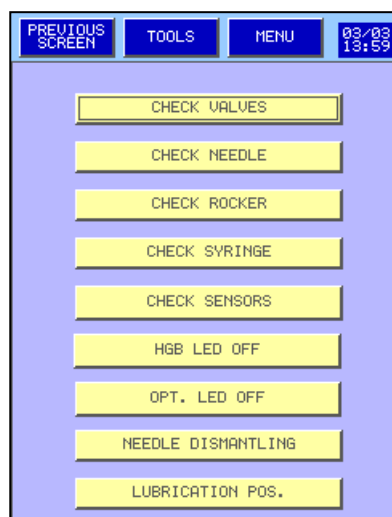 PREVIOUS
SCREEN
TOOLS
MENU
03/03
13:59
CHECK VALVES
CHECK NEEDLE
CHECK ROCKER
CHECK SYRINGE
CHECK SENSORS
HGB LED OFF
OPT. LED OFF
NEEDLE DISMANTLING
LUBRICATION POS.